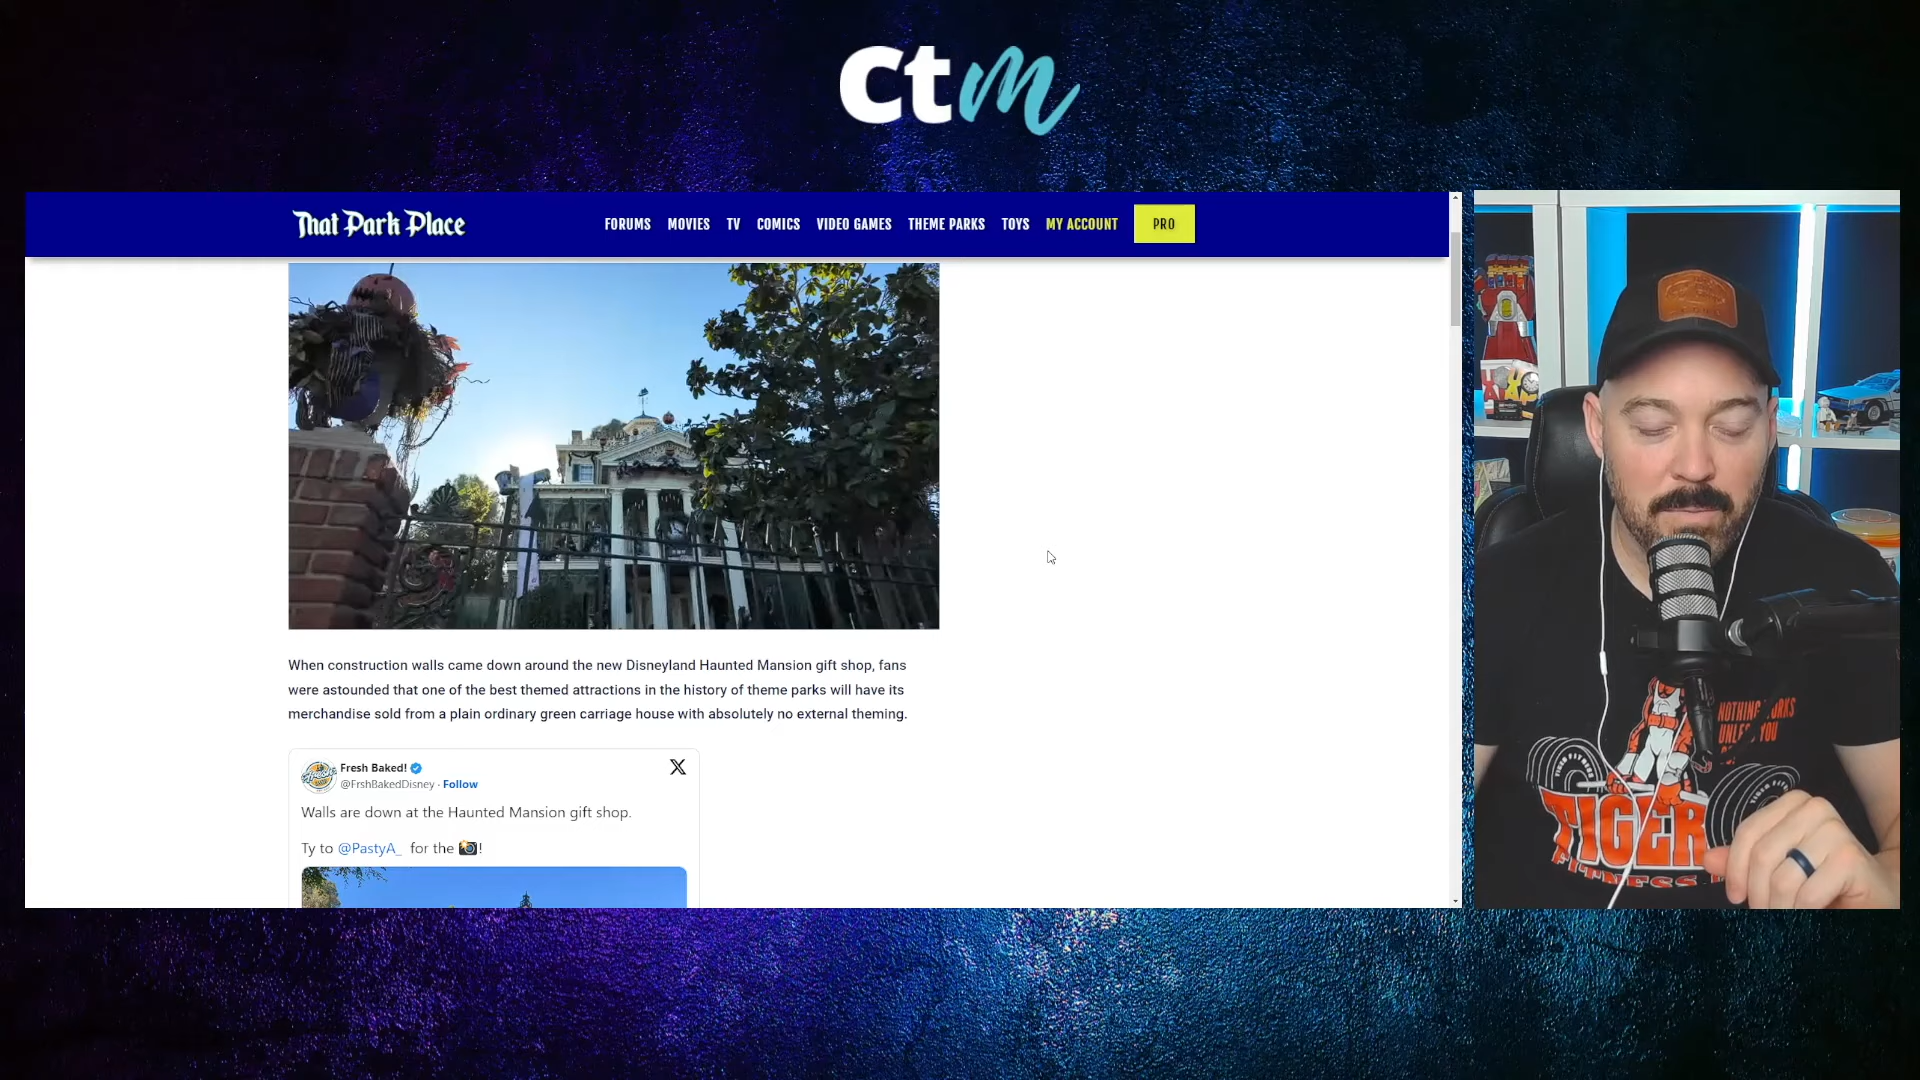 ctm
That Park Place
FORUMS MOVIES TV COMICS VIDEO GAMES THEME PARKS TOYS MY ACCOUNT PRO
When construction walls came down around the new Disneyland Haunted Mansion gift shop, fans
were astounded that one of the best themed attractions in the history of theme parks will have its
merchandise sold from a plain ordinary green carriage house with absolutely no external theming.
Fresh Baked!
@FrshBakedDisney · Follow
Walls are down at the Haunted Mansion gift shop.
Ty to @PastyA_ for the 📸!
NOTHING
UNLESS YOU
TIGER
FITNESS